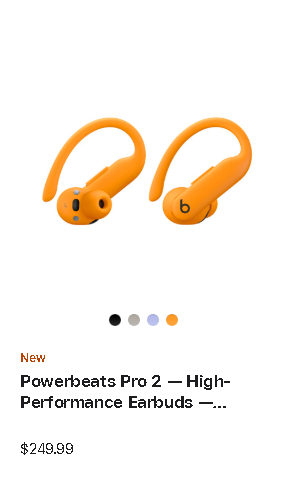 b
New
Powerbeats Pro 2 — High-
Performance Earbuds —...
$249.99